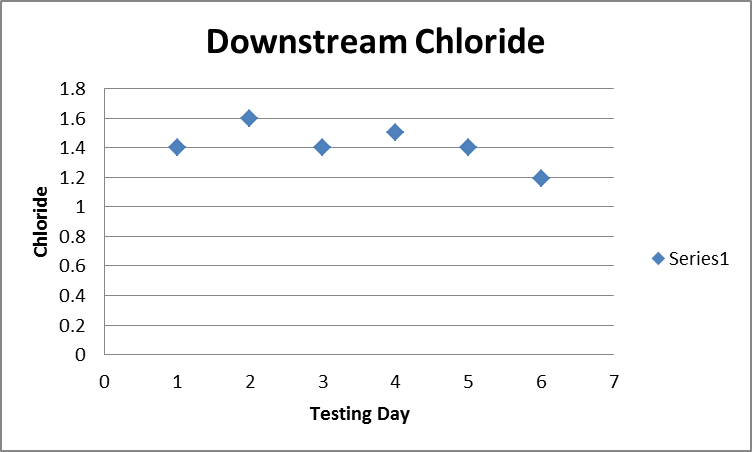 Downstream Chloride
1.8
1.6
1.4
1.2
1
0.8
0.6
0.4
0.2
0
Chloride
0 1 2 3 4 5 6 7
Testing Day
Series1